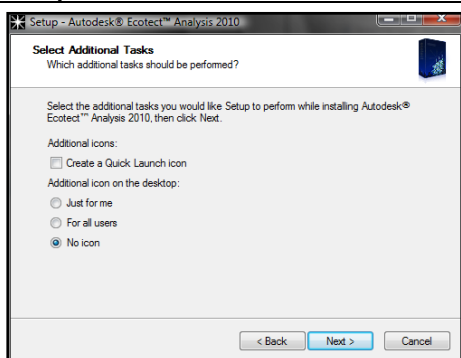 Setup - Autodesk® Ecotect™ Analysis 2010
Select Additional Tasks
Which additional tasks should be performed?
Select the additional tasks you would like Setup to perform while installing Autodesk®
Ecotect™ Analysis 2010, then click Next.
Additional icons:
Create a Quick Launch icon
Additional icon on the desktop:
Just for me
For all users
No icon
< Back Next > Cancel